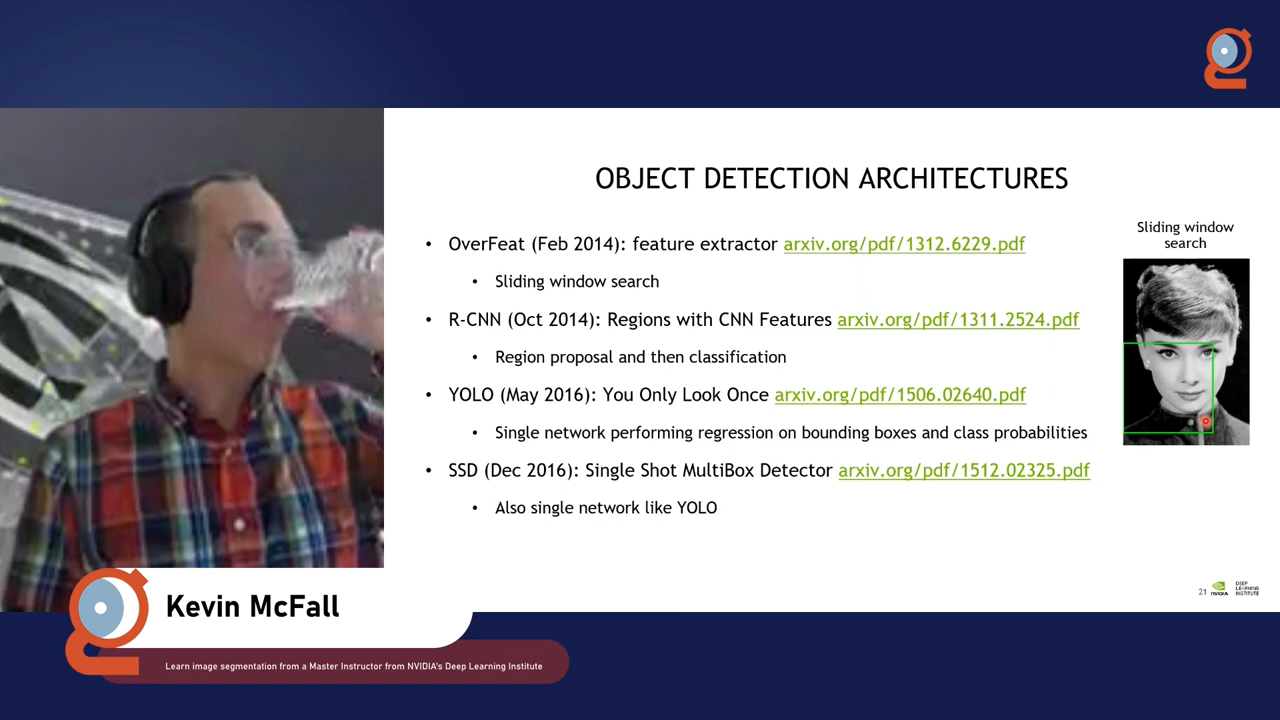 OBJECT DETECTION ARCHITECTURES
• OverFeat (Feb 2014): feature extractor arxiv.org/pdf/1312.6229.pdf
• Sliding window search
• R-CNN (Oct 2014): Regions with CNN Features arxiv.org/pdf/1311.2524.pdf
• Region proposal and then classification
• YOLO (May 2016): You Only Look Once arxiv.org/pdf/1506.02640.pdf
• Single network performing regression on bounding boxes and class probabilities
• SSD (Dec 2016): Single Shot MultiBox Detector arxiv.org/pdf/1512.02325.pdf
• Also single network like YOLO
Sliding window
search
21
NVIDIA
DEEP
LEARNING
INSTITUTE
Kevin McFall
Learn image segmentation from a Master Instructor from NVIDIA's Deep Learning Institute